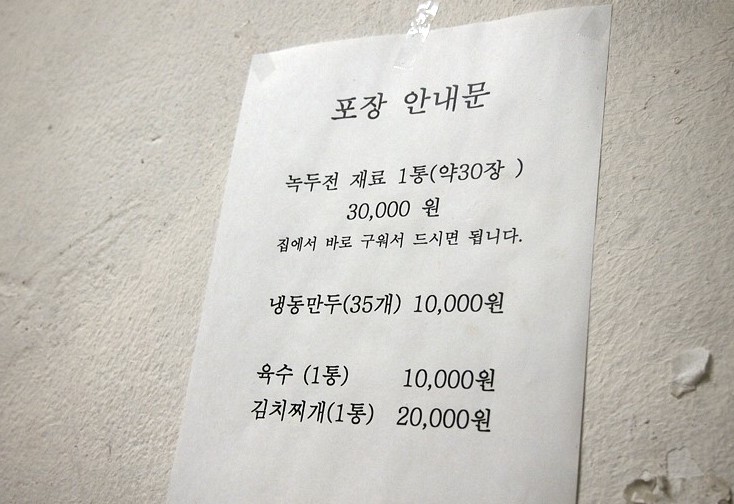 포장 안내문
녹두전 재료 1통(약30장 )
30,000 원
집에서 바로 구워서 드시면 됩니다.
냉동만두(35개) 10,000원
육수 (1통) 10,000원
김치찌개(1통) 20,000원